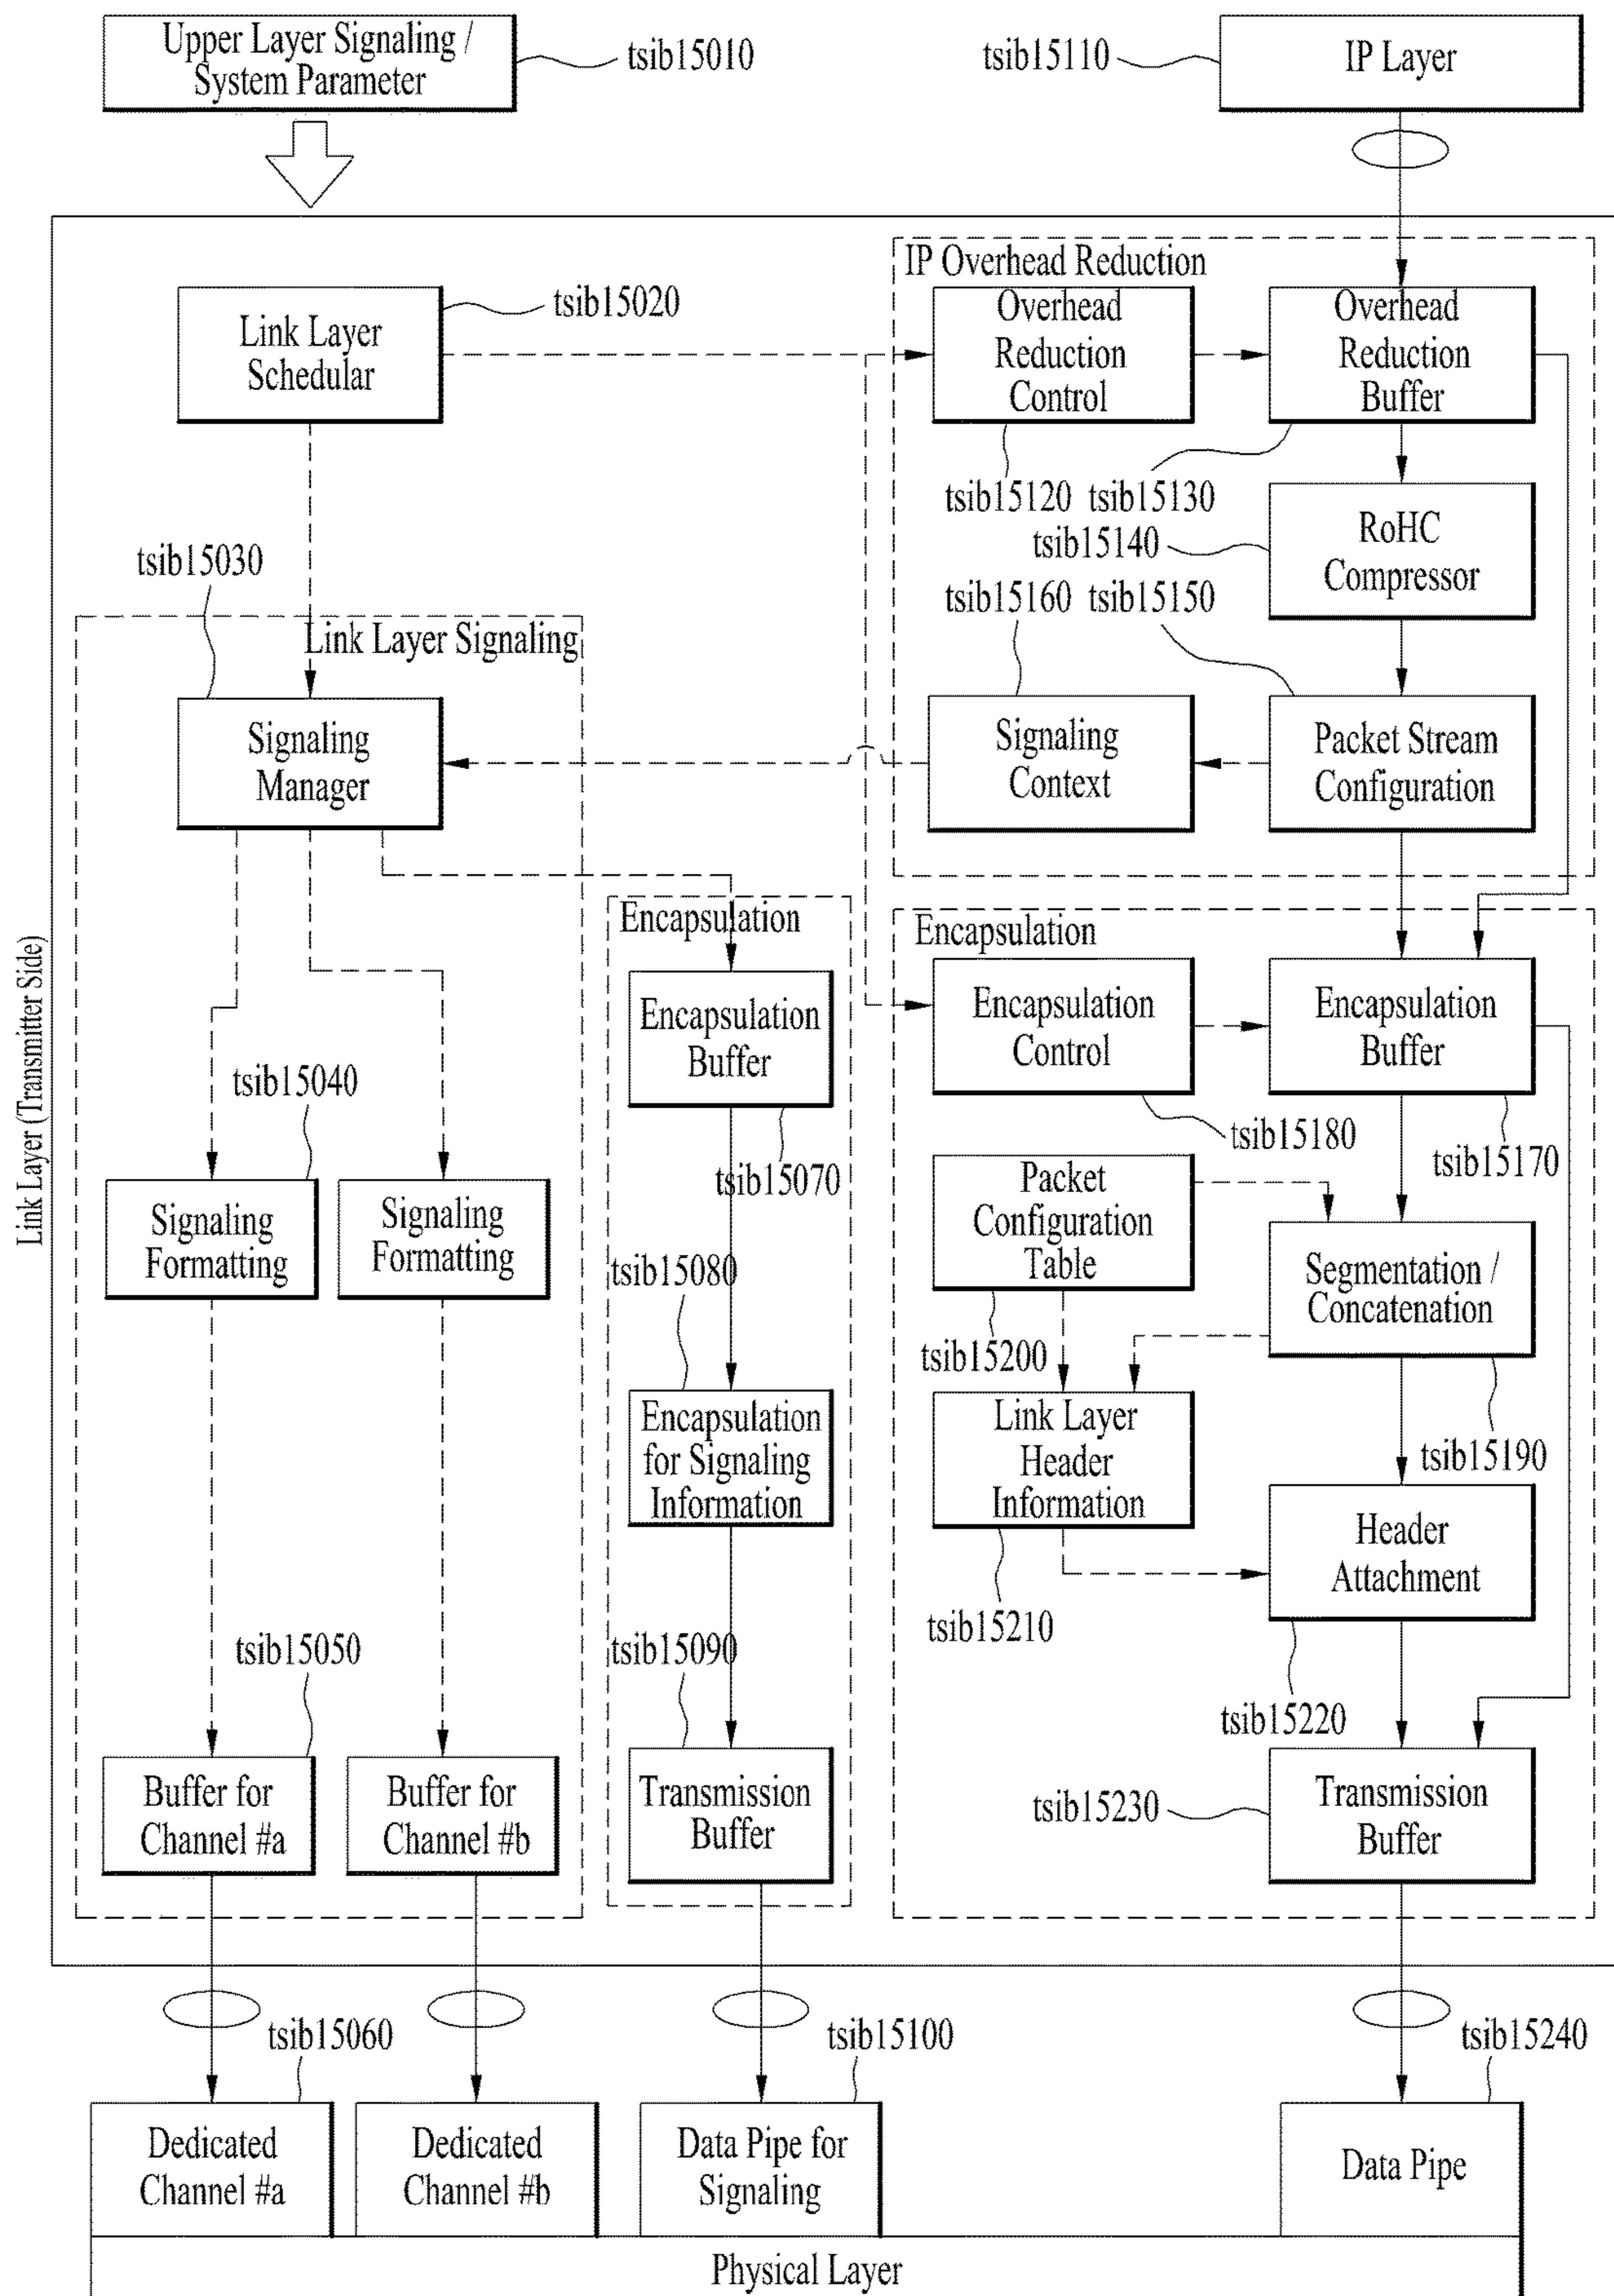 Upper Layer Signaling /
System Parameter
tsib15010
tsib15110
IP Layer
Link Layer (Transmitter Side)
Link Layer
Schedular
tsib15020
IP Overhead Reduction
Overhead
Reduction
Control
Overhead
Reduction
Buffer
tsib15120
tsib15130
tsib15140
RoHC
Compressor
tsib15030
tsib15160
tsib15150
Link Layer Signaling
Signaling
Manager
Signaling
Context
Packet Stream
Configuration
Encapsulation
Encapsulation
Buffer
tsib15070
Encapsulation
Encapsulation
Control
Encapsulation
Buffer
tsib15180
tsib15170
tsib15040
Signaling
Formatting
Signaling
Formatting
Packet
Configuration
Table
tsib15200
Segmentation /
Concatenation
tsib15190
tsib15080
Encapsulation
for Signaling
Information
Link Layer
Header
Information
tsib15210
Header
Attachment
tsib15220
tsib15050
Buffer for
Channel #a
Buffer for
Channel #b
tsib15090
Transmission
Buffer
tsib15230
Transmission
Buffer
tsib15060
tsib15100
tsib15240
Dedicated
Channel #a
Dedicated
Channel #b
Data Pipe for
Signaling
Data Pipe
Physical Layer